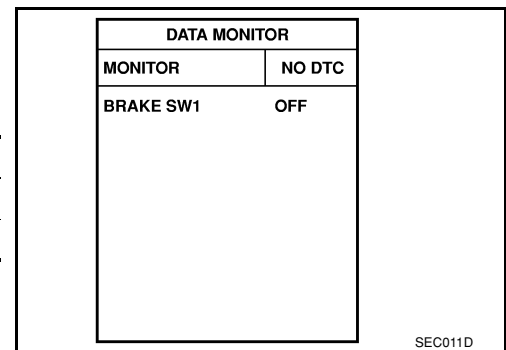 DATA MONITOR
MONITOR NO DTC
BRAKE SW1 OFF
SEC011D